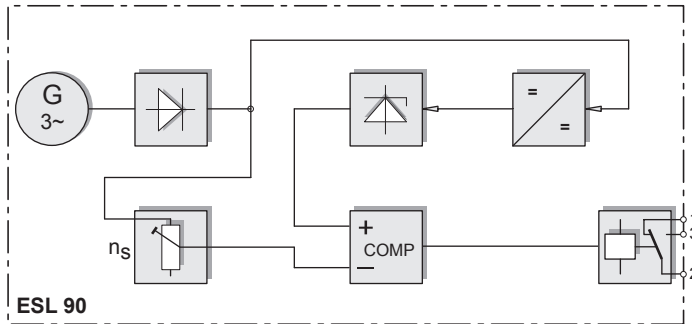 G
3~
=
=
+
COMP
–
nS
1
3
2
ESL 90